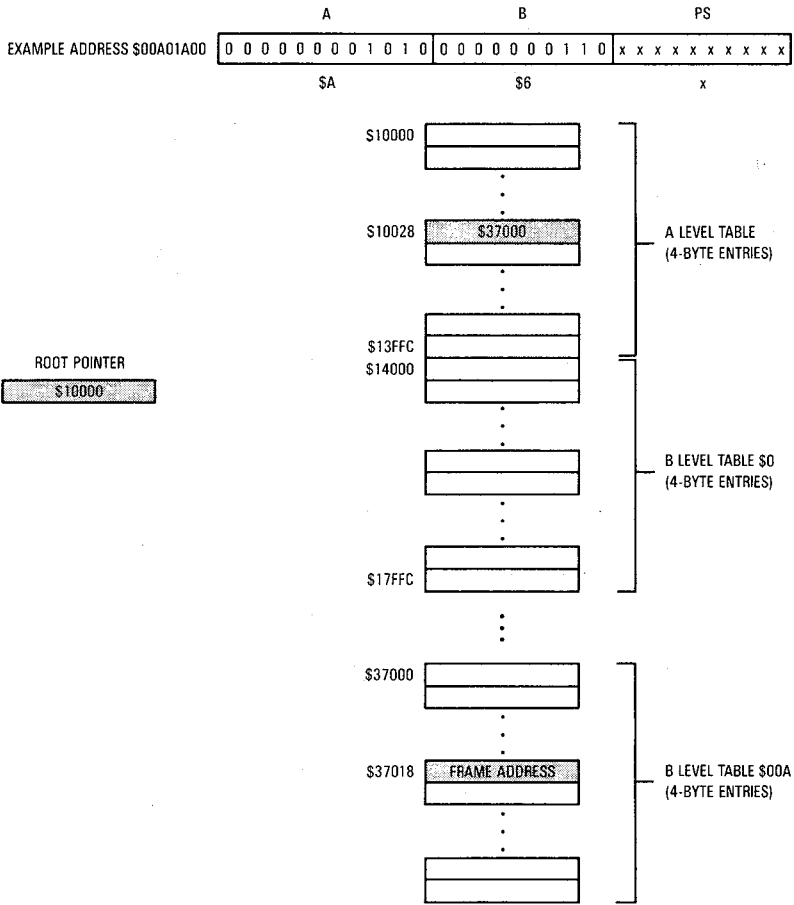 A B PS
EXAMPLE ADDRESS $00A01A00 0 0 0 0 0 0 0 0 1 0 1 0 0 0 0 0 0 0 0 1 1 0 x x x x x x x x x x
$A $6 x
$10000
$10028 $37000
A LEVEL TABLE
(4-BYTE ENTRIES)
$13FFC
ROOT POINTER
$10000
$14000
B LEVEL TABLE $0
(4-BYTE ENTRIES)
$17FFC
$37000
$37018 FRAME ADDRESS
B LEVEL TABLE $00A
(4-BYTE ENTRIES)